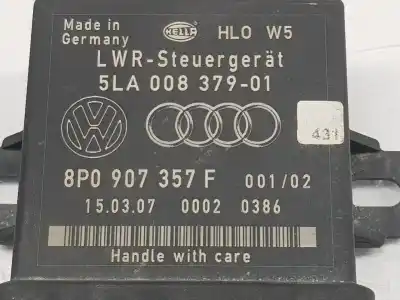 Made in
Germany
HELLA
HLO W5
LWR-Steuergerät
5LA 008 379-01
431
8P0 907 357 F 001/02
15.03.07 0002 0386
Handle with care